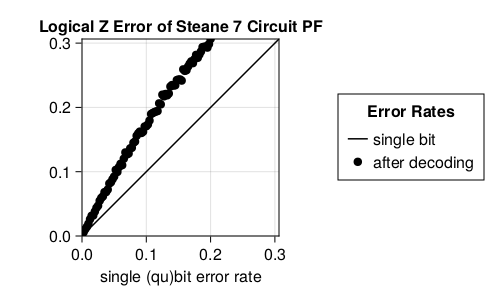 Logical Z Error of Steane 7 Circuit PF
0.3
0.2
0.1
0.0
0.0 0.1 0.2 0.3
single (qu)bit error rate
Error Rates
single bit
after decoding